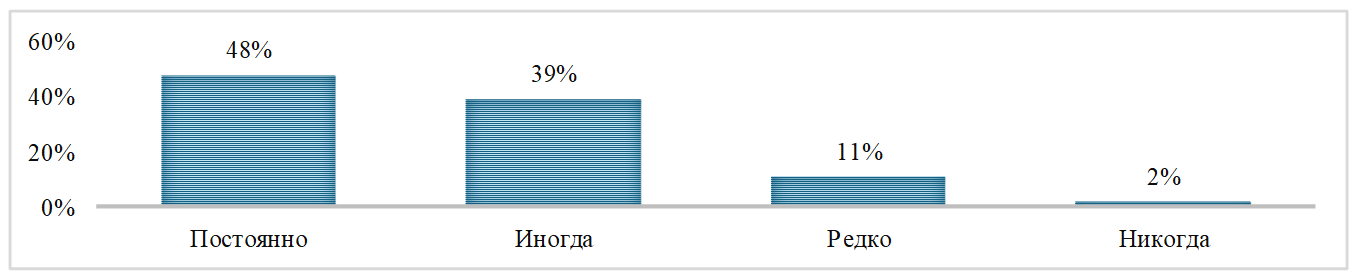 60%
48%
39%
40%
20%
11%
2%
0%
Постоянно
Иногда
Редко
Никогда